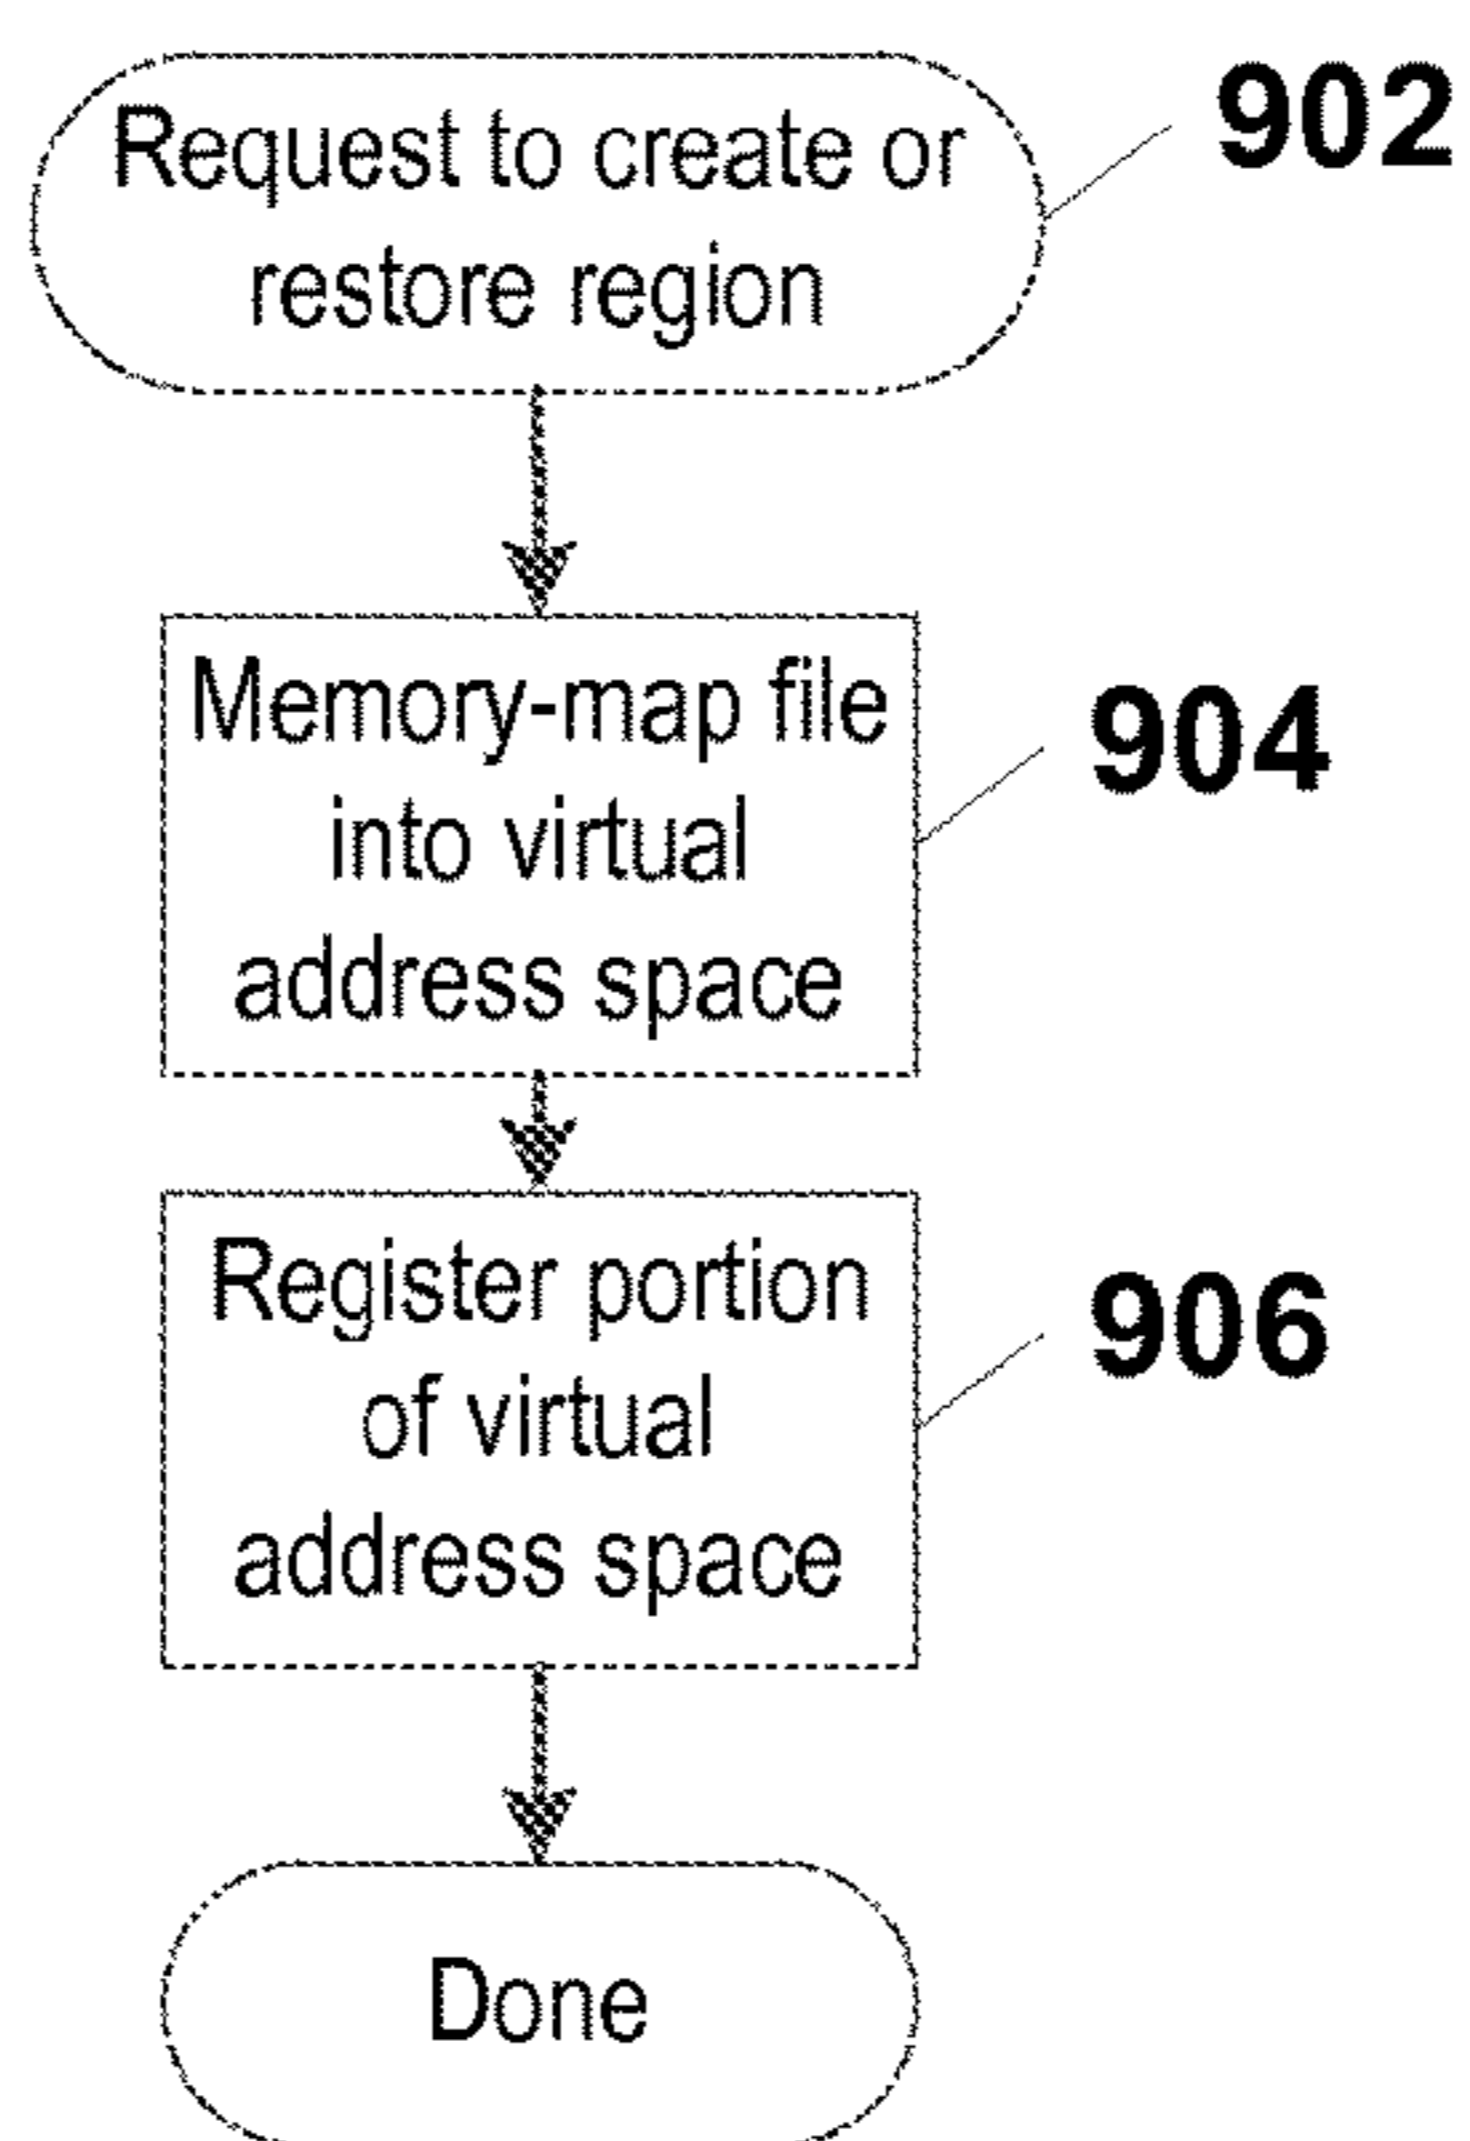 Request to create or
restore region
902
Memory-map file
into virtual
address space
904
Register portion
of virtual
address space
906
Done